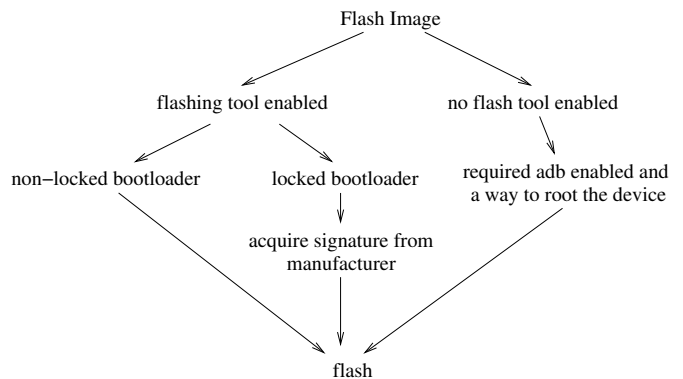 Flash Image
flashing tool enabled
no flash tool enabled
non−locked bootloader
locked bootloader
required adb enabled and
a way to root the device
acquire signature from
manufacturer
flash